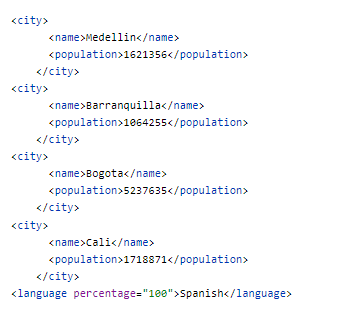 <city>
<name>Medellin</name>
<population>1621356</population>
</city>
<city>
<name>Barranquilla</name>
<population>1064255</population>
</city>
<city>
<name>Bogota</name>
<population>5237635</population>
</city>
<city>
<name>Cali</name>
<population>1718871</population>
</city>
<language percentage="100">Spanish</language>